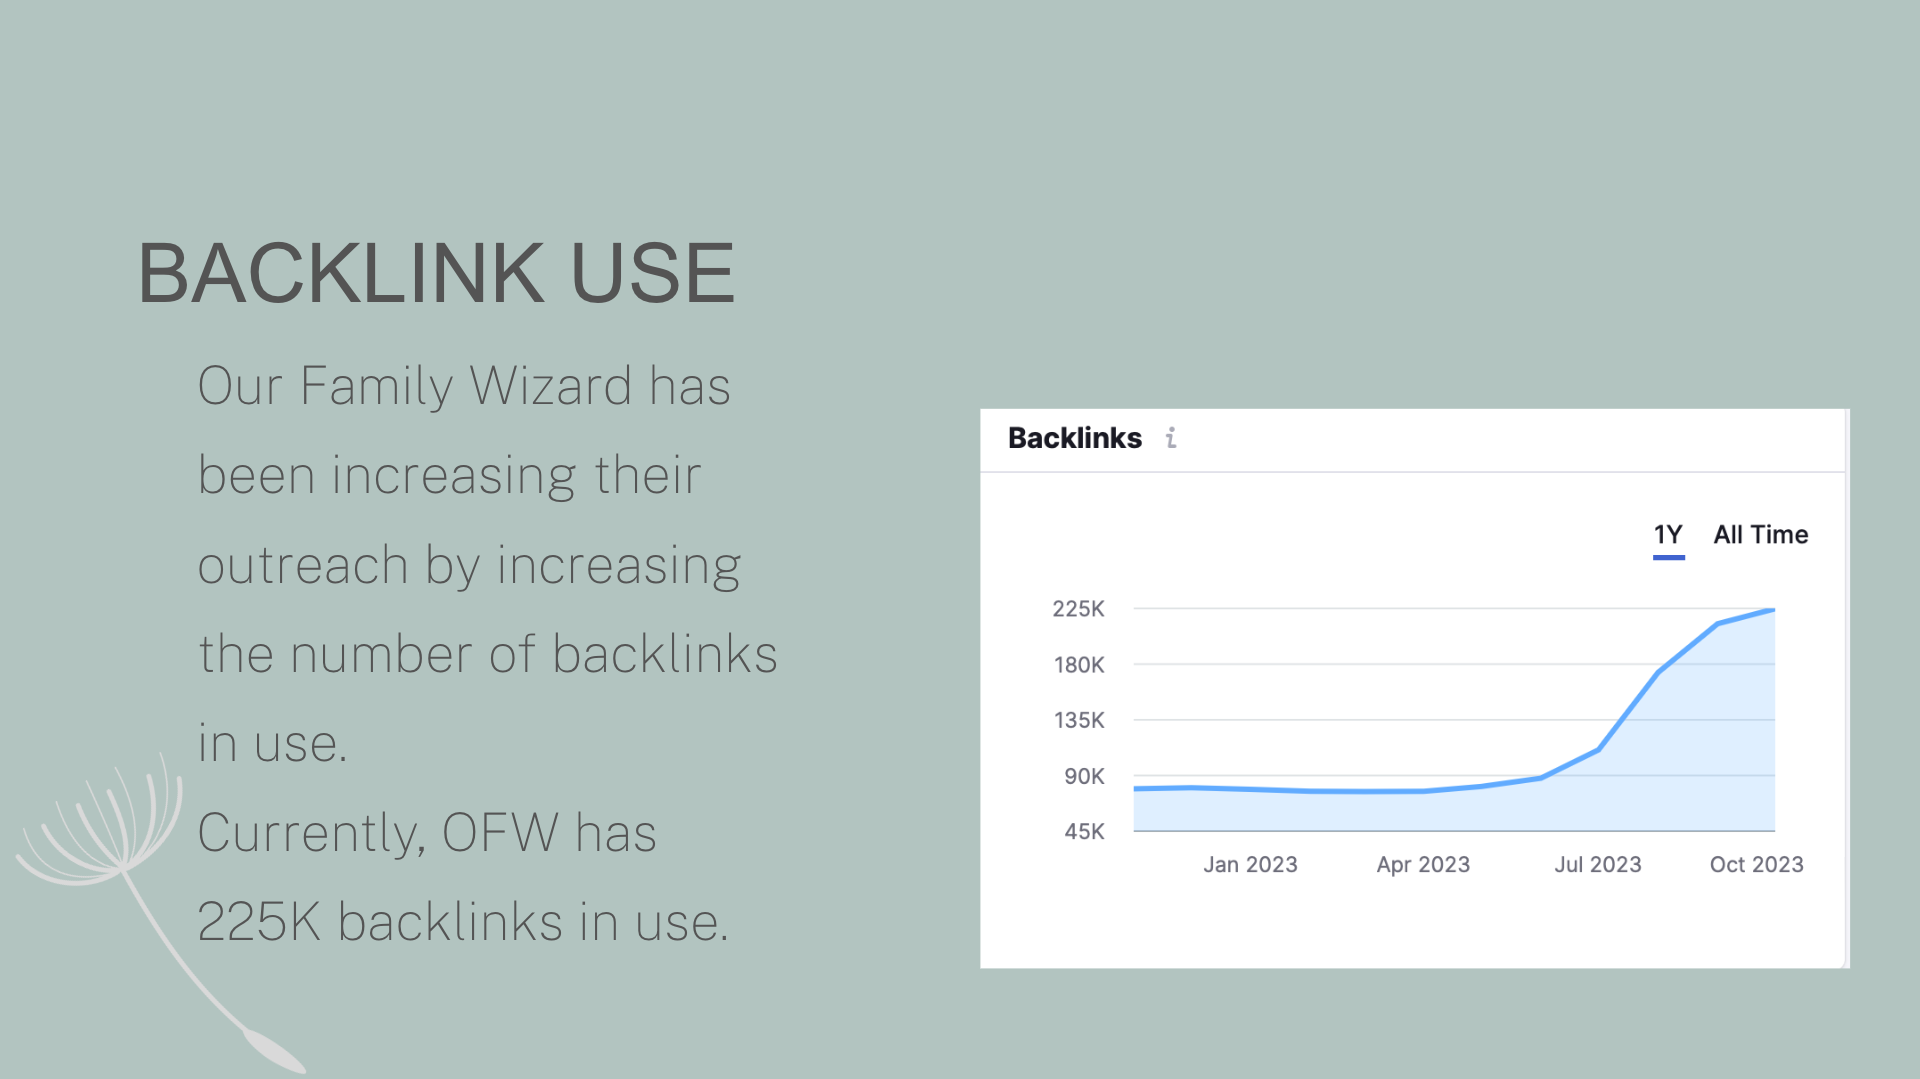 BACKLINK USE
Our Family Wizard has
been increasing their
outreach by increasing
the number of backlinks
in use.
Currently, OFW has
225K backlinks in use.
Backlinks i
1Y All Time
225K
180K
135K
90K
45K
Jan 2023 Apr 2023 Jul 2023 Oct 2023